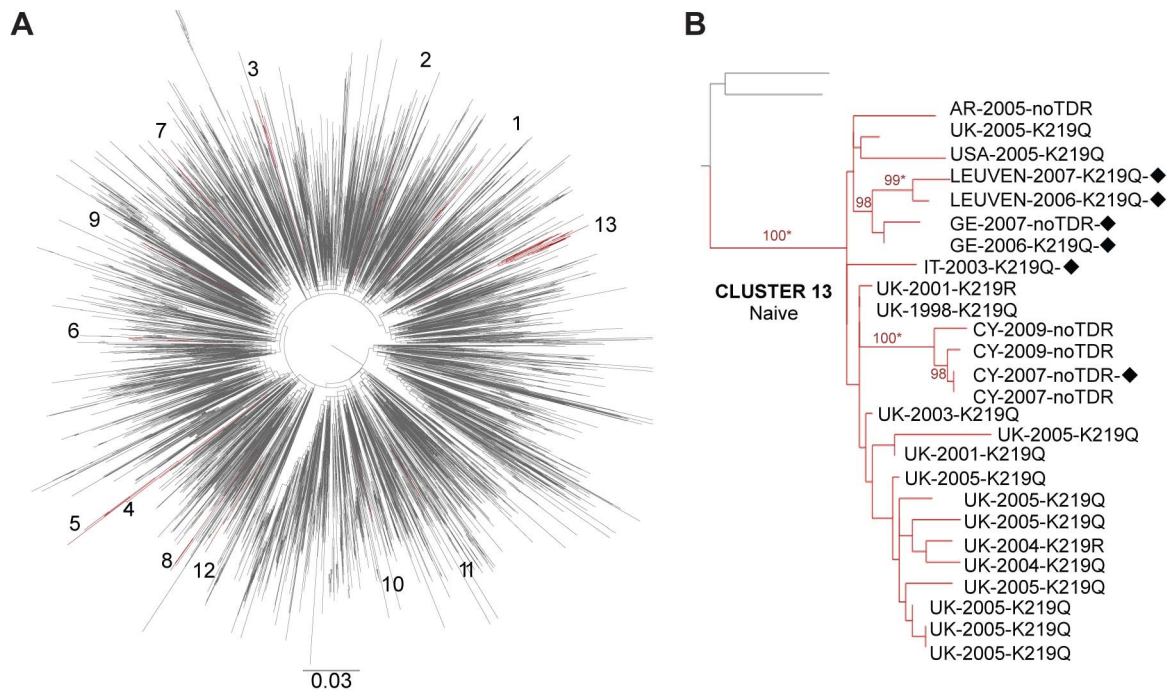 A
3
2
1
7
9
13
6
4
5
8
12
10
11
0.03
B
AR-2005-noTDR
UK-2005-K219Q
USA-2005-K219Q
99*
LEUVEN-2007-K219Q-◆
98
LEUVEN-2006-K219Q-◆
GE-2007-noTDR-◆
100*
GE-2006-K219Q-◆
IT-2003-K219Q-◆
CLUSTER 13
Naive
UK-2001-K219R
UK-1998-K219Q
100*
CY-2009-noTDR
CY-2009-noTDR
98
CY-2007-noTDR-◆
CY-2007-noTDR
UK-2003-K219Q
UK-2005-K219Q
UK-2001-K219Q
UK-2005-K219Q
UK-2005-K219Q
UK-2005-K219Q
UK-2004-K219R
UK-2004-K219Q
UK-2005-K219Q
UK-2005-K219Q
UK-2005-K219Q
UK-2005-K219Q